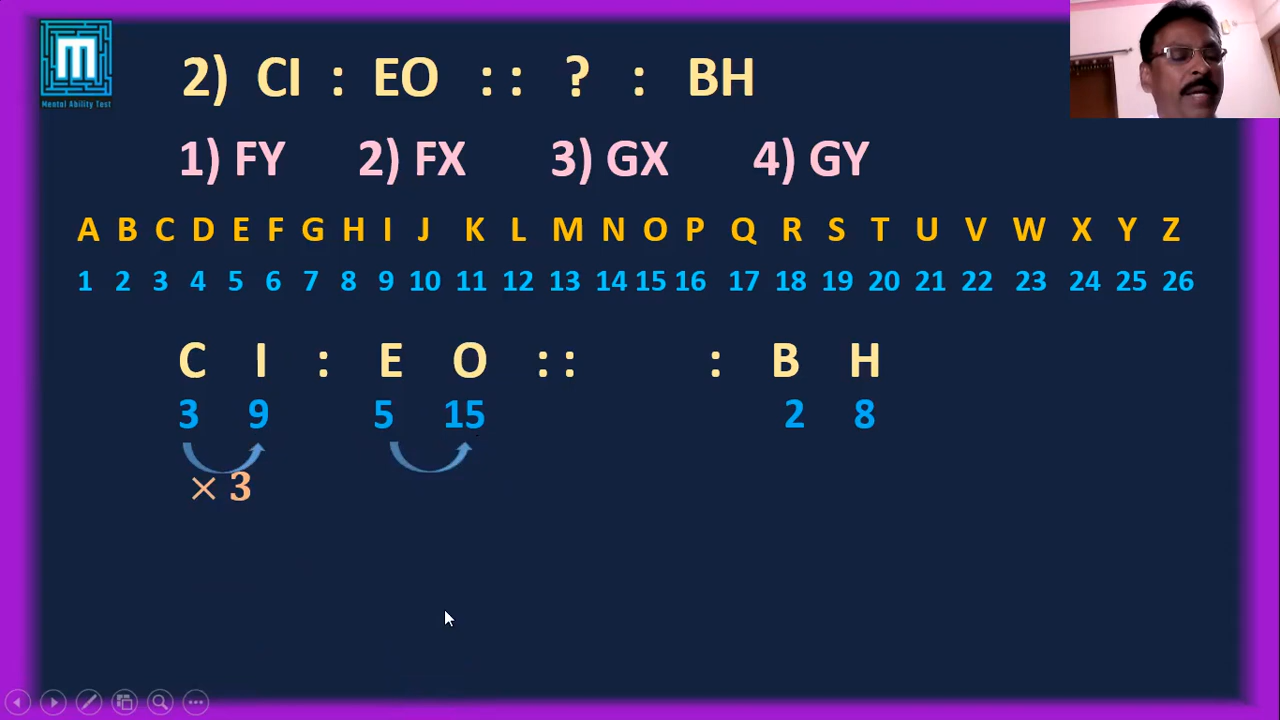 M
Mental Ability Test
2) CI : EO : : ? : BH
1) FY 2) FX 3) GX 4) GY
A B C D E F G H I J K L M N O P Q R S T U V W X Y Z
1 2 3 4 5 6 7 8 9 10 11 12 13 14 15 16 17 18 19 20 21 22 23 24 25 26
C I : E O : : : B H
3 9 5 15 2 8
× 3